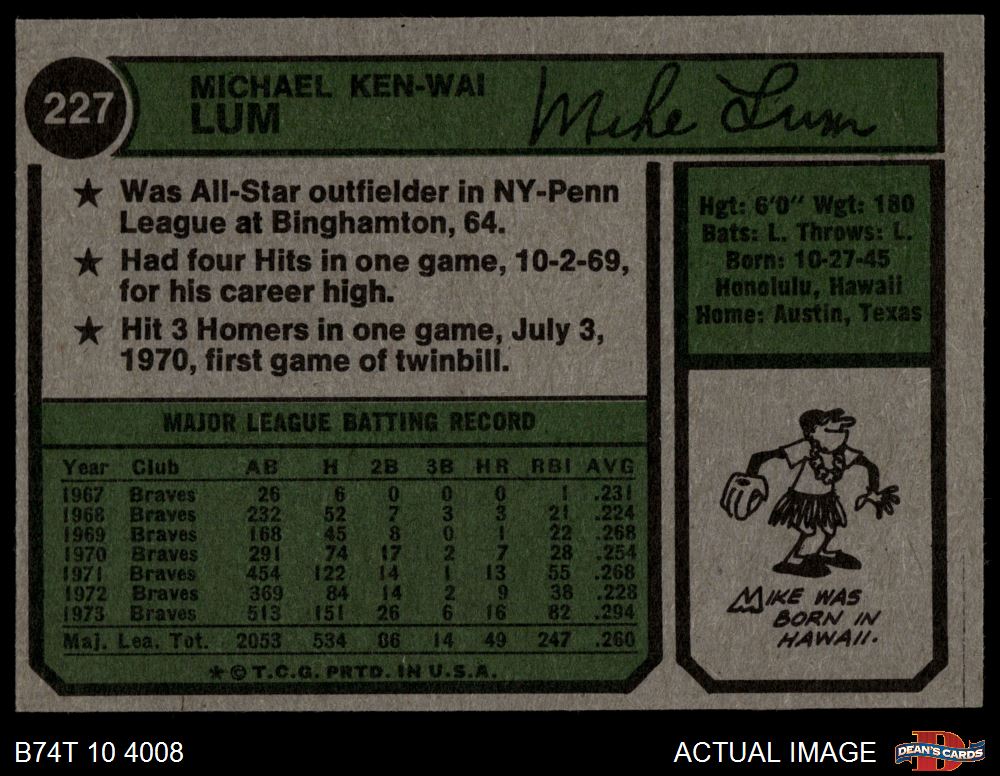 227
MICHAEL KEN-WAI
LUM
Mike Lum
★ Was All-Star outfielder in NY-Penn
League at Binghamton, 64.
★ Had four Hits in one game, 10-2-69,
for his career high.
★ Hit 3 Homers in one game, July 3,
1970, first game of twinbill.
Hgt: 6'0" Wgt: 180
Bats: L. Throws: L.
Born: 10-27-45
Honolulu, Hawaii
Home: Austin, Texas
MAJOR LEAGUE BATTING RECORD
Year Club AB H 2B 3B HR RBI AVG
1967 Braves 26 6 0 0 0 1 .231
1968 Braves 232 52 7 3 3 21 .224
1969 Braves 168 45 8 0 1 22 .268
1970 Braves 291 74 17 2 7 28 .254
1971 Braves 454 122 14 1 13 55 .268
1972 Braves 369 84 14 2 9 38 .228
1973 Braves 513 151 26 6 16 82 .294
Maj. Lea. Tot. 2053 534 86 14 49 247 .260
★ © T.C.G. PRTD. IN U.S.A.
MIKE WAS
BORN IN
HAWAII.
B74T 10 4008
ACTUAL IMAGE
DEAN'S CARDS